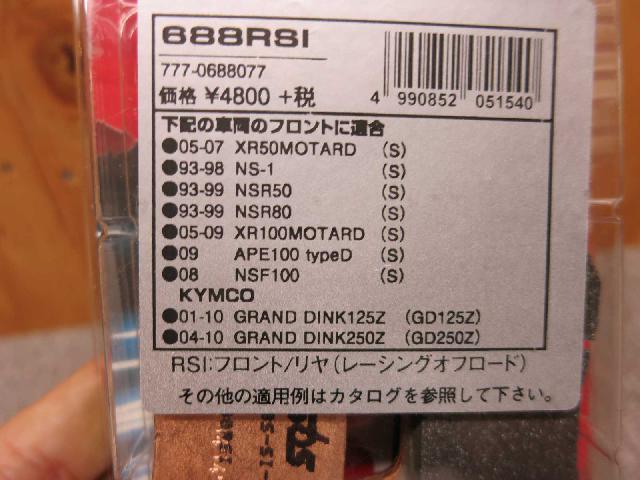 688RSI
777-0688077
価格 ¥4800 +税
4 990852 051540
下記の車両のフロントに適合
●05-07 XR50MOTARD (S)
●93-98 NS-1 (S)
●93-99 NSR50 (S)
●93-99 NSR80 (S)
●05-09 XR100MOTARD (S)
●09 APE100 typeD (S)
●08 NSF100 (S)
KYMCO
●01-10 GRAND DINK125Z (GD125Z)
●04-10 GRAND DINK250Z (GD250Z)
RSI:フロント/リヤ(レーシングオフロード)
その他の適用例はカタログを参照して下さい。